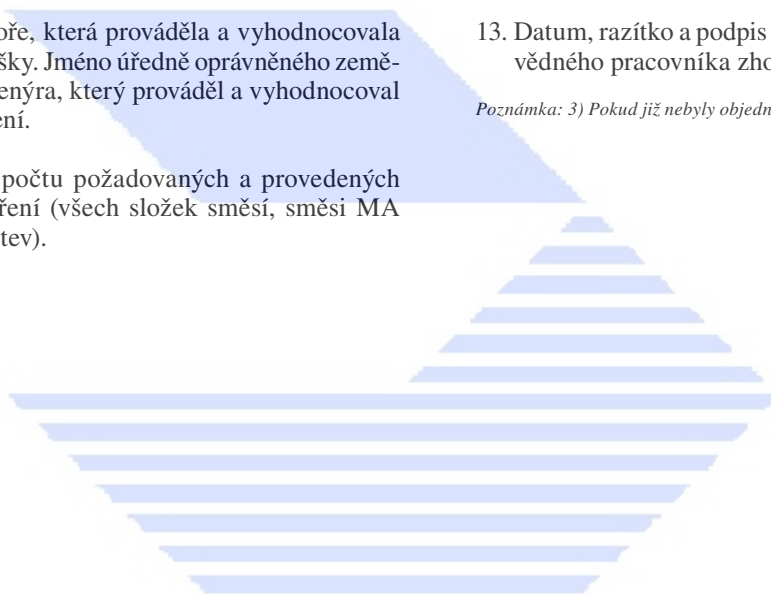 oře, která prováděla a vyhodnocovala
šky. Jméno úředně oprávněného země-
enýra, který prováděl a vyhodnocoval
ení.
počtu požadovaných a provedených
ření (všech složek směsí, směsi MA
tev).
13. Datum, razítko a podpis
vědného pracovníka zho
Poznámka: 3) Pokud již nebyly objedn